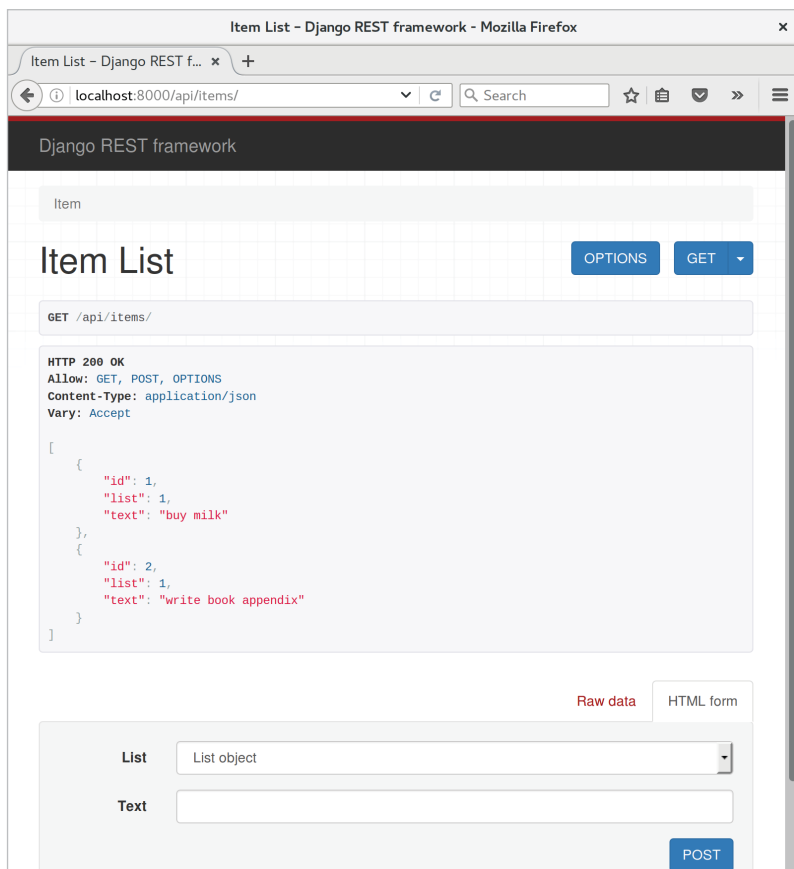 Item List – Django REST framework - Mozilla Firefox ×
Item List – Django REST f... × +
localhost:8000/api/items/ Search
Django REST framework
Item
Item List OPTIONS GET
GET /api/items/
HTTP 200 OK
Allow: GET, POST, OPTIONS
Content-Type: application/json
Vary: Accept
[
    {
        "id": 1,
        "list": 1,
        "text": "buy milk"
    },
    {
        "id": 2,
        "list": 1,
        "text": "write book appendix"
    }
]
Raw data HTML form
List List object
Text
POST